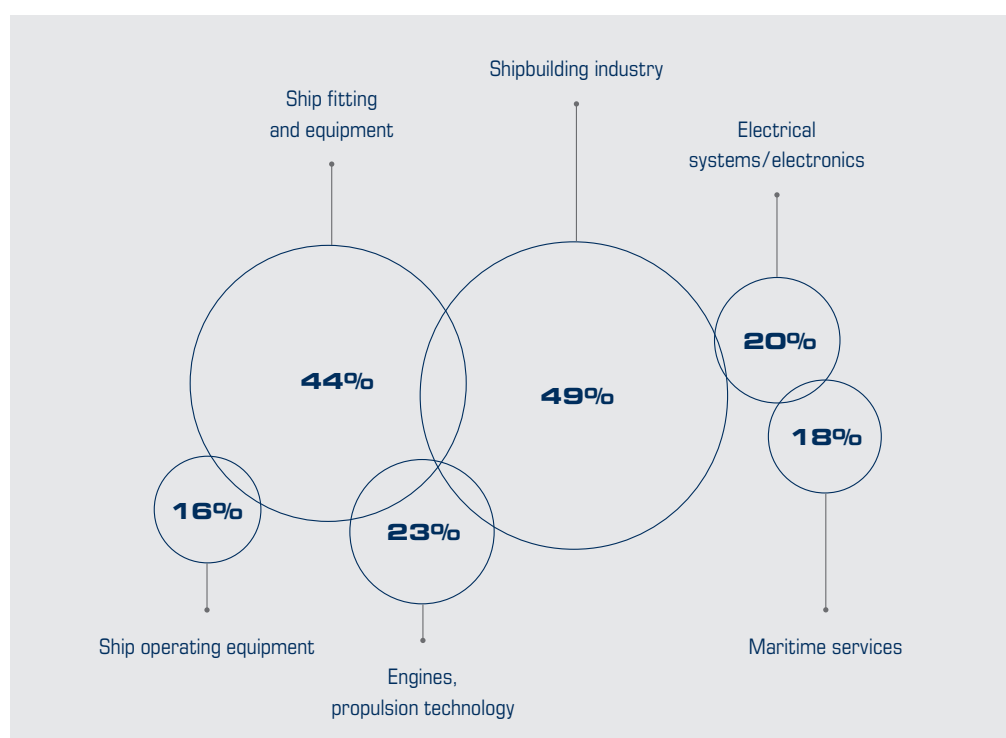 Shipbuilding industry
Ship fitting
and equipment
Electrical
systems/electronics
20%
44%
49%
18%
16%
23%
Ship operating equipment
Maritime services
Engines,
propulsion technology